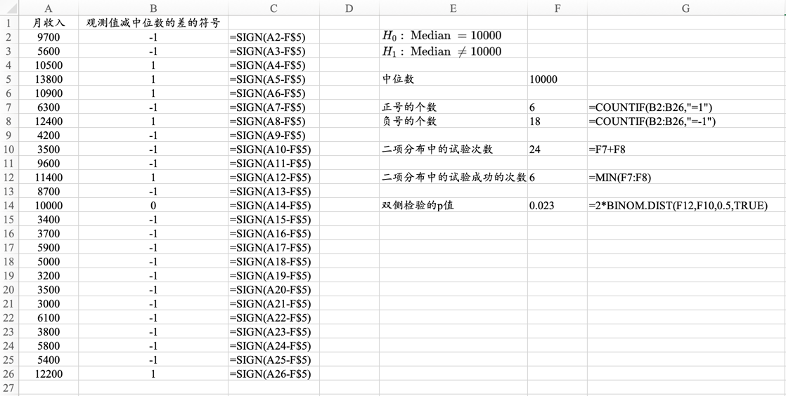 A B C D E F G
1 月收入 观测值减中位数的差的符号
2 9700 -1 =SIGN(A2-F$5) H₀: Median = 10000
3 5600 -1 =SIGN(A3-F$5) H₁: Median ≠ 10000
4 10500 1 =SIGN(A4-F$5)
5 13800 1 =SIGN(A5-F$5) 中位数 10000
6 10900 1 =SIGN(A6-F$5)
7 6300 -1 =SIGN(A7-F$5) 正号的个数 6 =COUNTIF(B2:B26,"=1")
8 12400 1 =SIGN(A8-F$5) 负号的个数 18 =COUNTIF(B2:B26,"=-1")
9 4200 -1 =SIGN(A9-F$5)
10 3500 -1 =SIGN(A10-F$5) 二项分布中的试验次数 24 =F7+F8
11 9600 -1 =SIGN(A11-F$5)
12 11400 1 =SIGN(A12-F$5) 二项分布中的试验成功的次数 6 =MIN(F7:F8)
13 8700 -1 =SIGN(A13-F$5)
14 10000 0 =SIGN(A14-F$5) 双侧检验的p值 0.023 =2*BINOM.DIST(F12,F10,0.5,TRUE)
15 3400 -1 =SIGN(A15-F$5)
16 3700 -1 =SIGN(A16-F$5)
17 5900 -1 =SIGN(A17-F$5)
18 5000 -1 =SIGN(A18-F$5)
19 3200 -1 =SIGN(A19-F$5)
20 3500 -1 =SIGN(A20-F$5)
21 3000 -1 =SIGN(A21-F$5)
22 6100 -1 =SIGN(A22-F$5)
23 3800 -1 =SIGN(A23-F$5)
24 5800 -1 =SIGN(A24-F$5)
25 5400 -1 =SIGN(A25-F$5)
26 12200 1 =SIGN(A26-F$5)
27